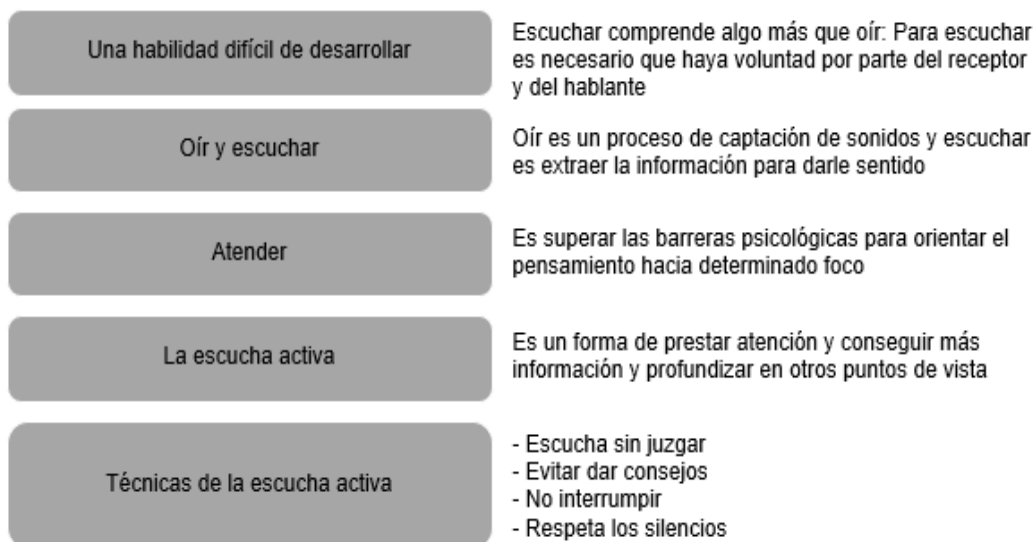 Una habilidad difícil de desarrollar
Escuchar comprende algo más que oír: Para escuchar
es necesario que haya voluntad por parte del receptor
y del hablante
Oír y escuchar
Oír es un proceso de captación de sonidos y escuchar
es extraer la información para darle sentido
Atender
Es superar las barreras psicológicas para orientar el
pensamiento hacia determinado foco
La escucha activa
Es un forma de prestar atención y conseguir más
información y profundizar en otros puntos de vista
Técnicas de la escucha activa
- Escucha sin juzgar
- Evitar dar consejos
- No interrumpir
- Respeta los silencios